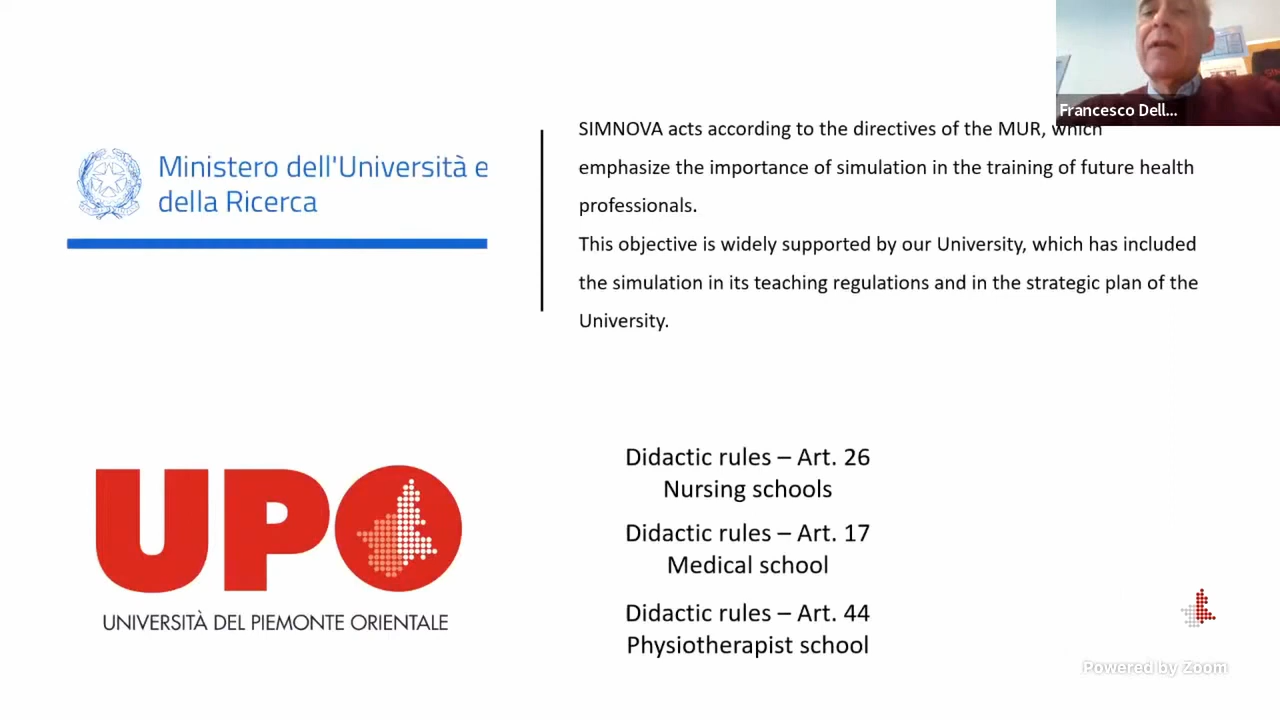 Francesco Dell...
Ministero dell'Università e
della Ricerca
SIMNOVA acts according to the directives of the MUR, which
emphasize the importance of simulation in the training of future health
professionals.
This objective is widely supported by our University, which has included
the simulation in its teaching regulations and in the strategic plan of the
University.
UPO
UNIVERSITÀ DEL PIEMONTE ORIENTALE
Didactic rules – Art. 26
Nursing schools
Didactic rules – Art. 17
Medical school
Didactic rules – Art. 44
Physiotherapist school
Powered by Zoom